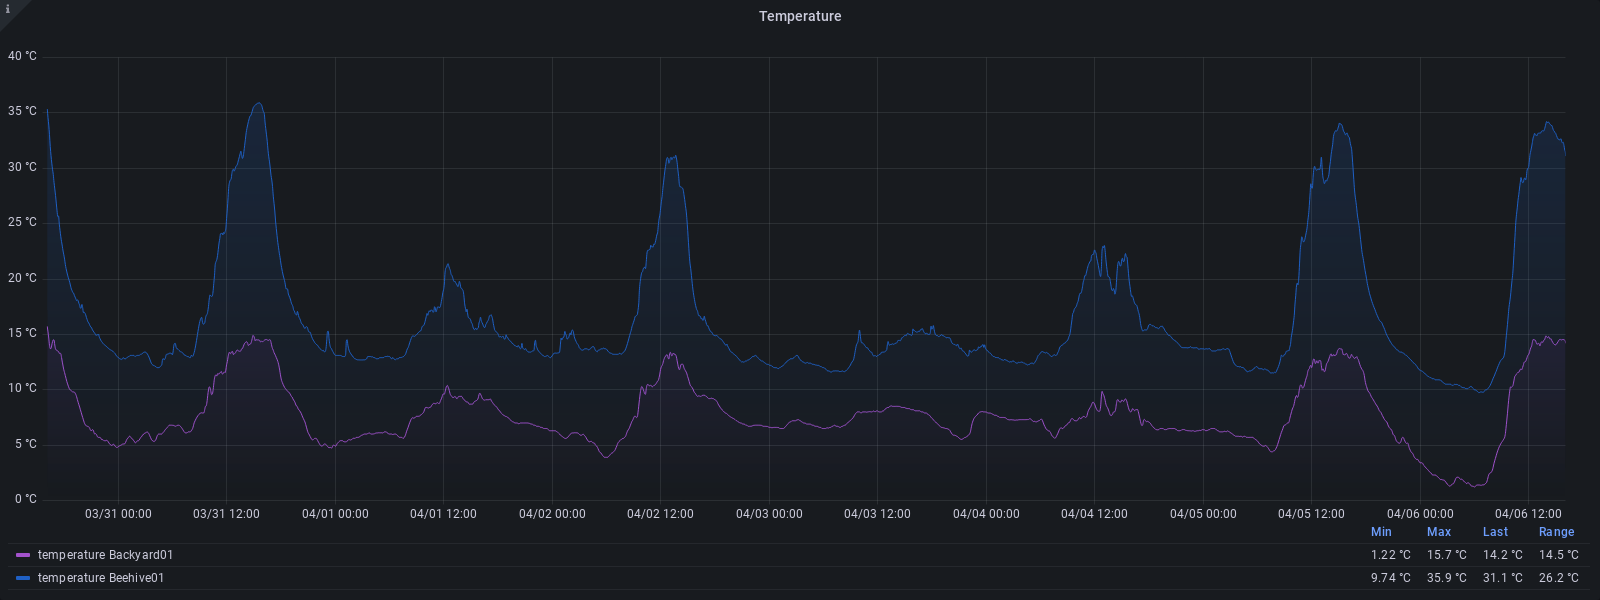 i
Temperature
40 °C
35 °C
30 °C
25 °C
20 °C
15 °C
10 °C
5 °C
0 °C
03/31 00:00 03/31 12:00 04/01 00:00 04/01 12:00 04/02 00:00 04/02 12:00 04/03 00:00 04/03 12:00 04/04 00:00 04/04 12:00 04/05 00:00 04/05 12:00 04/06 00:00 04/06 12:00
Min Max Last Range
temperature Backyard01 1.22 °C 15.7 °C 14.2 °C 14.5 °C
temperature Beehive01 9.74 °C 35.9 °C 31.1 °C 26.2 °C